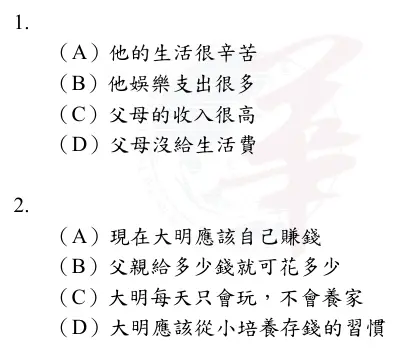 1.
（A）他的生活很辛苦
（B）他娛樂支出很多
（C）父母的收入很高
（D）父母沒給生活費
2.
（A）現在大明應該自己賺錢
（B）父親給多少錢就可花多少
（C）大明每天只會玩，不會養家
（D）大明應該從小培養存錢的習慣